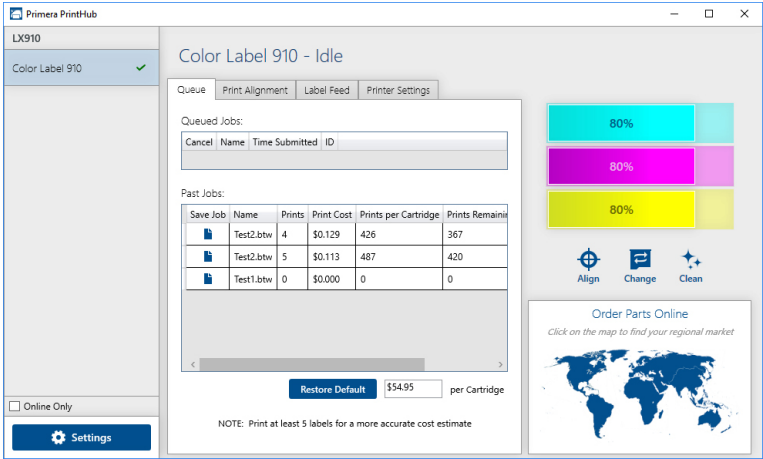 Primera PrintHub
LX910
Color Label 910
Color Label 910 - Idle
Queue Print Alignment Label Feed Printer Settings
Queued Jobs:
Cancel Name Time Submitted ID
Past Jobs:
Save Job Name Prints Print Cost Prints per Cartridge Prints Remainin
Test2.btw 4 $0.129 426 367
Test2.btw 5 $0.113 487 420
Test1.btw 0 $0.000 0 0
Restore Default $54.95 per Cartridge
NOTE: Print at least 5 labels for a more accurate cost estimate
80%
80%
80%
Align Change Clean
Order Parts Online
Click on the map to find your regional market
Online Only
Settings